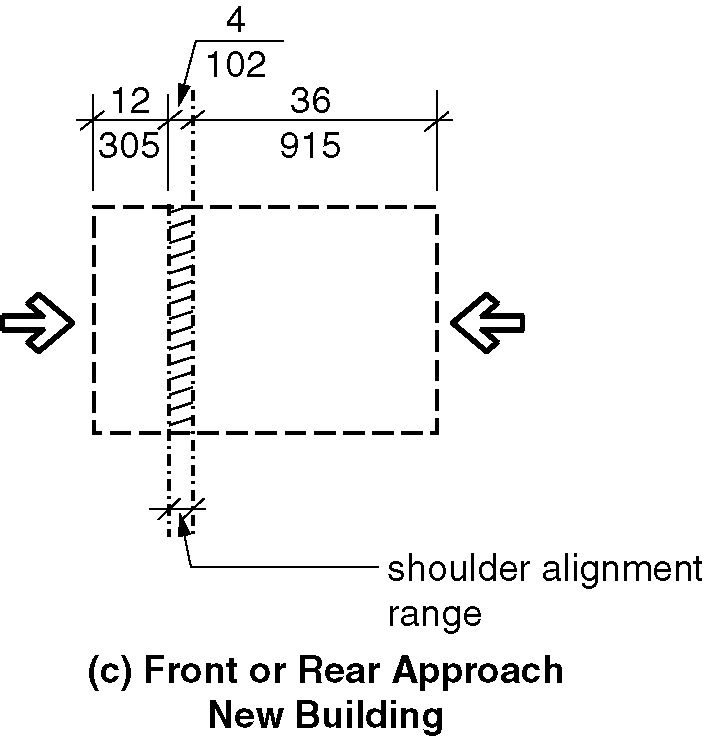 4
102
12
305
36
915
shoulder alignment
range
(c) Front or Rear Approach
New Building